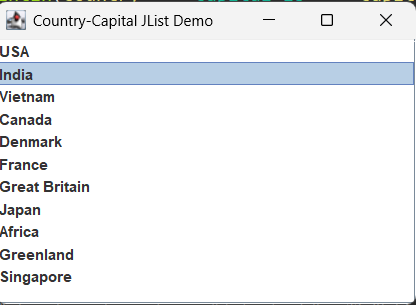 Country-Capital JList Demo
USA
India
Vietnam
Canada
Denmark
France
Great Britain
Japan
Africa
Greenland
Singapore